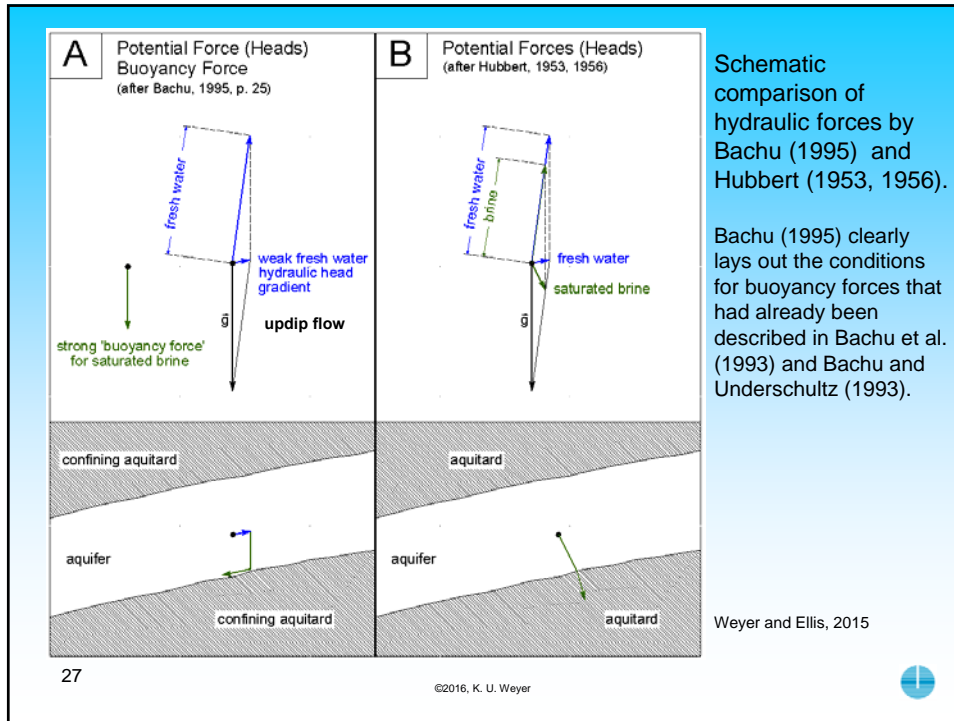 A
Potential Force (Heads)
Buoyancy Force
(after Bachu, 1995, p. 25)
fresh water
weak fresh water
hydraulic head
gradient
g
updip flow
strong 'buoyancy force'
for saturated brine
confining aquitard
aquifer
confining aquitard
B
Potential Forces (Heads)
(after Hubbert, 1953, 1956)
fresh water
brine
fresh water
saturated brine
g
aquitard
aquifer
aquitard
Schematic
comparison of
hydraulic forces by
Bachu (1995) and
Hubbert (1953, 1956).
Bachu (1995) clearly
lays out the conditions
for buoyancy forces that
had already been
described in Bachu et al.
(1993) and Bachu and
Underschultz (1993).
Weyer and Ellis, 2015
27
©2016, K. U. Weyer